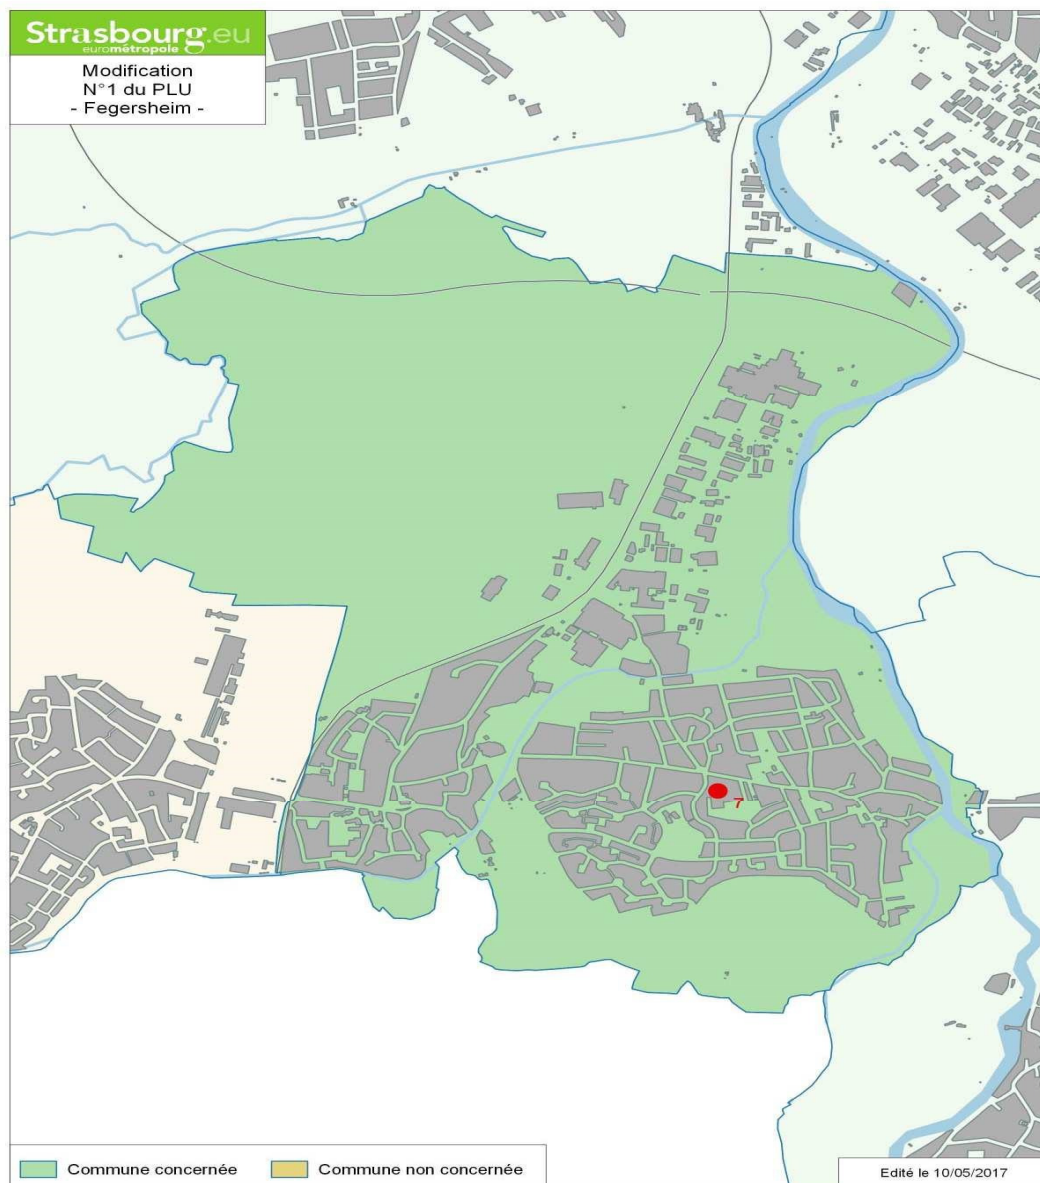 Strasbourg.eu
eurométropole
Modification
N°1 du PLU
- Fegersheim -
7
Commune concernée
Commune non concernée
Edité le 10/05/2017